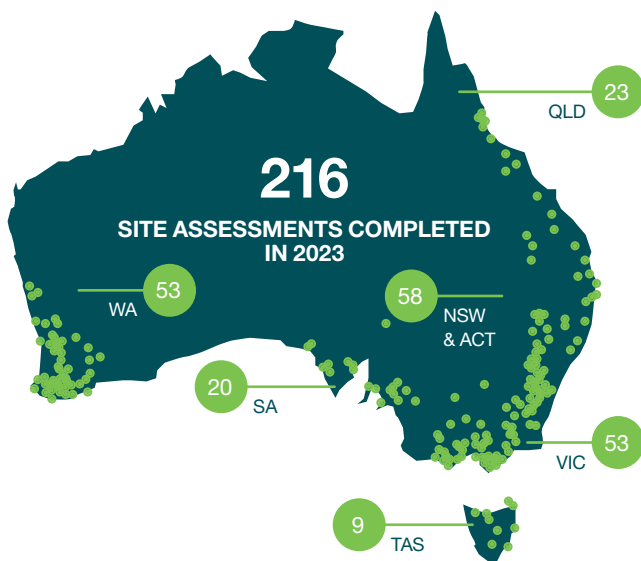 23
QLD
216
SITE ASSESSMENTS COMPLETED
IN 2023
53
WA
58
NSW
& ACT
20
SA
53
VIC
9
TAS